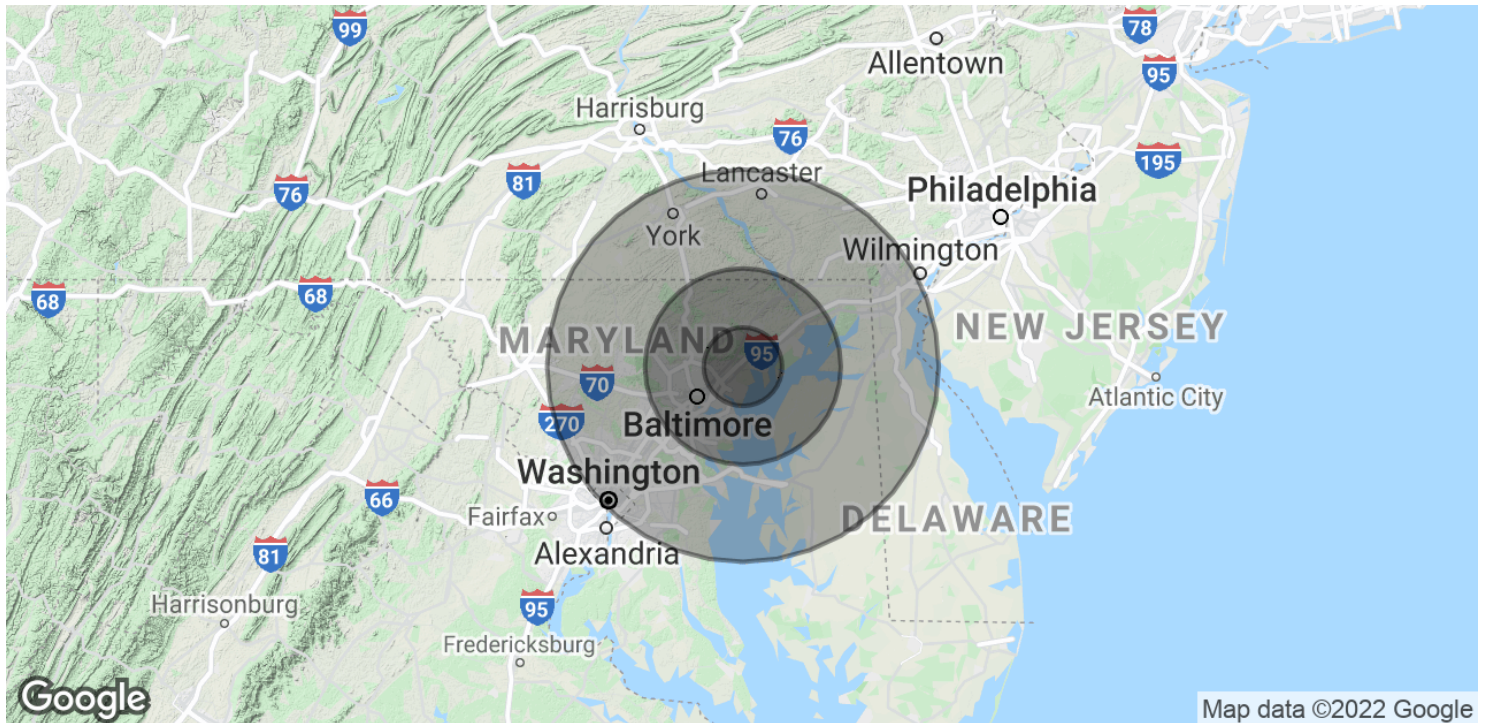 99
78
Allentown
95
Harrisburg
76
195
81
Lancaster
76
Philadelphia
York
Wilmington
68
68
NEW JERSEY
MARYLAND
95
70
Atlantic City
270
Baltimore
Washington
66
Fairfax
DELAWARE
Alexandria
81
Harrisonburg
95
Fredericksburg
Google
Map data ©2022 Google